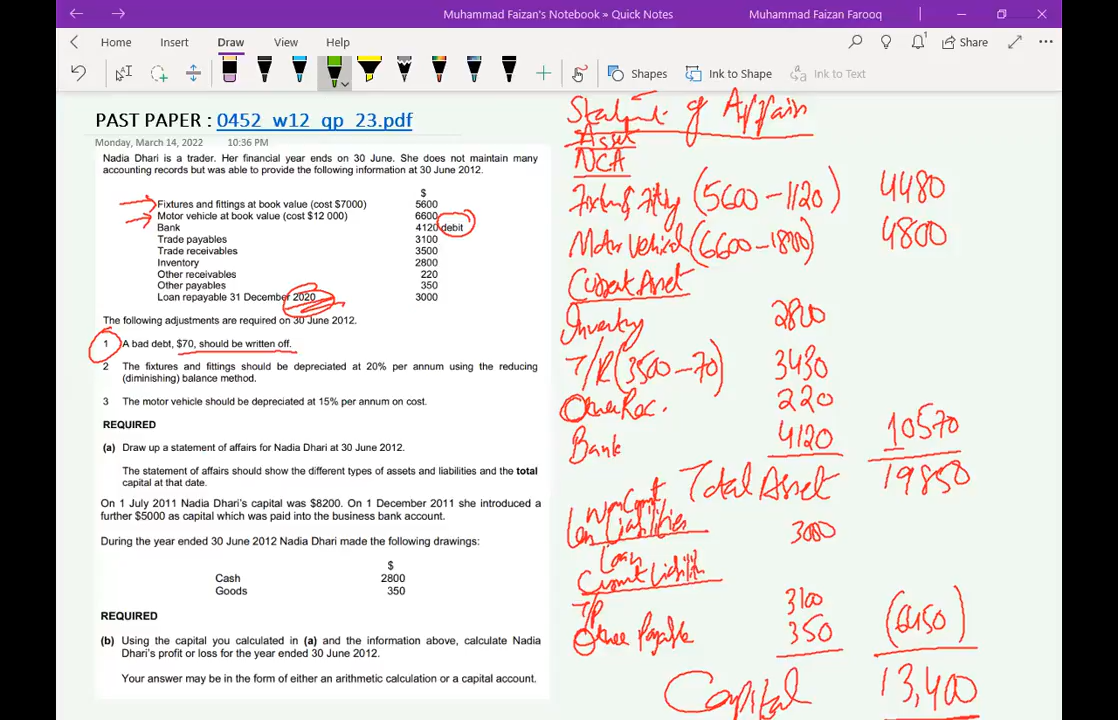 Muhammad Faizan's Notebook » Quick Notes
Muhammad Faizan Farooq
Home Insert Draw View Help
Share
Shapes Ink to Shape Ink to Text
PAST PAPER : 0452_w12_qp_23.pdf
Monday, March 14, 2022 10:36 PM
Nadia Dhari is a trader. Her financial year ends on 30 June. She does not maintain many
accounting records but was able to provide the following information at 30 June 2012.
$
Fixtures and fittings at book value (cost $7000) 5600
Motor vehicle at book value (cost $12 000) 6600
Bank 4120 debit
Trade payables 3100
Trade receivables 3500
Inventory 2800
Other receivables 220
Other payables 350
Loan repayable 31 December 2020 3000
The following adjustments are required on 30 June 2012.
1 A bad debt, $70, should be written off.
2 The fixtures and fittings should be depreciated at 20% per annum using the reducing
(diminishing) balance method.
3 The motor vehicle should be depreciated at 15% per annum on cost.
REQUIRED
(a) Draw up a statement of affairs for Nadia Dhari at 30 June 2012.
The statement of affairs should show the different types of assets and liabilities and the total
capital at that date.
On 1 July 2011 Nadia Dhari's capital was $8200. On 1 December 2011 she introduced a
further $5000 as capital which was paid into the business bank account.
During the year ended 30 June 2012 Nadia Dhari made the following drawings:
$
Cash 2800
Goods 350
REQUIRED
(b) Using the capital you calculated in (a) and the information above, calculate Nadia
Dhari's profit or loss for the year ended 30 June 2012.
Your answer may be in the form of either an arithmetic calculation or a capital account.
of Affair
Asset
NCA
(5600 - 1120) 4480
Motor Vehicle (6600 - 1800) 4800
Current Asset
Inventory 2800
T/R (3500 - 70) 3430
Other Rec. 220
Bank 4120 10570
Total Asset 19850
Liabilities
Loan 3000
Current Liabilities
T/P 3100
Other Payable 350 (6450)
Capital 13,400